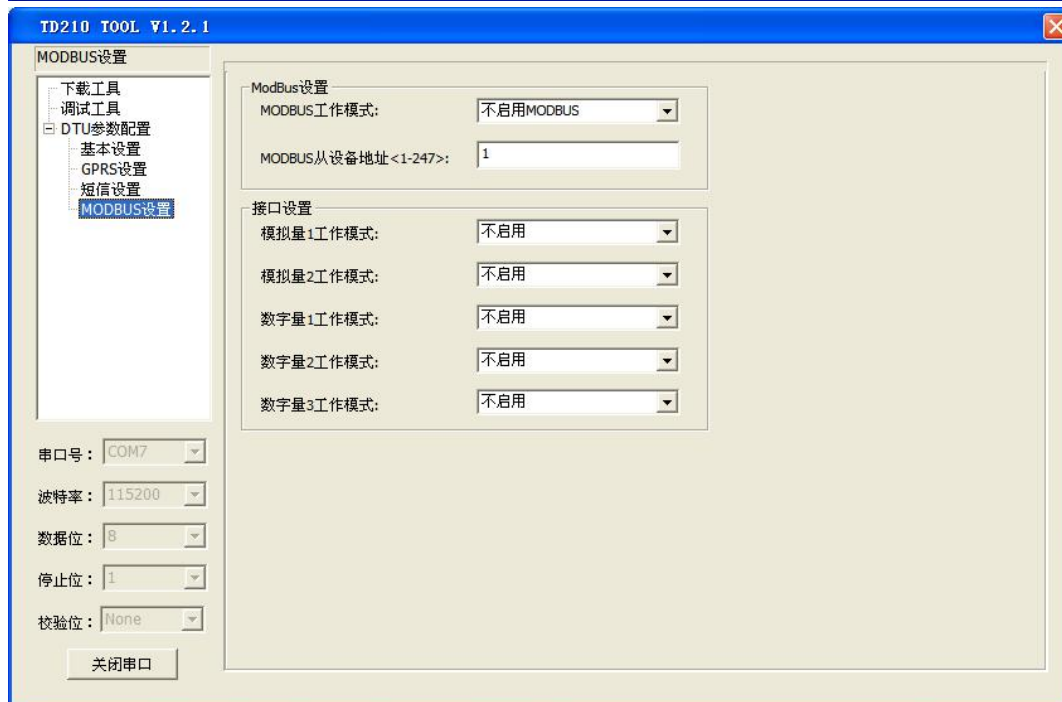 TD210 TOOL V1.2.1
MODBUS设置
下载工具
调试工具
DTU参数配置
基本设置
GPRS设置
短信设置
MODBUS设置
ModBus设置
MODBUS工作模式: 不启用MODBUS
MODBUS从设备地址<1-247>: 1
接口设置
模拟量1工作模式: 不启用
模拟量2工作模式: 不启用
数字量1工作模式: 不启用
数字量2工作模式: 不启用
数字量3工作模式: 不启用
串口号： COM7
波特率： 115200
数据位： 8
停止位： 1
校验位： None
关闭串口